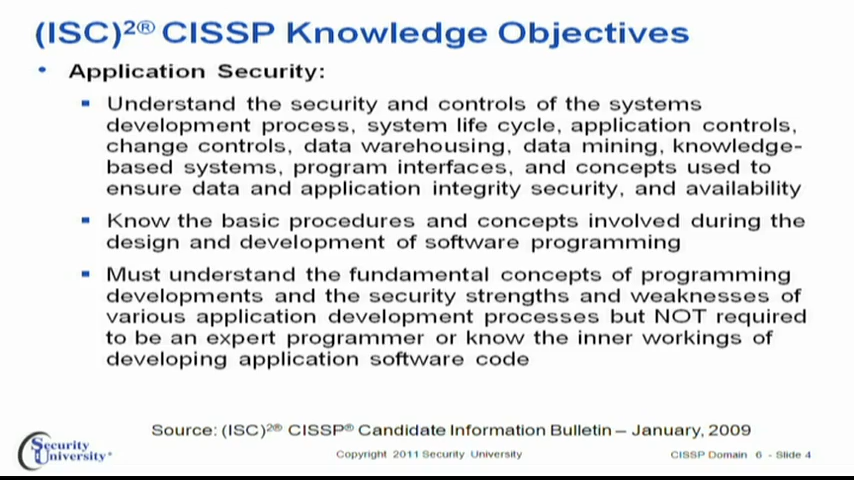 (ISC)²® CISSP Knowledge Objectives
• Application Security:
▪ Understand the security and controls of the systems
development process, system life cycle, application controls,
change controls, data warehousing, data mining, knowledge-
based systems, program interfaces, and concepts used to
ensure data and application integrity security, and availability
▪ Know the basic procedures and concepts involved during the
design and development of software programming
▪ Must understand the fundamental concepts of programming
developments and the security strengths and weaknesses of
various application development processes but NOT required
to be an expert programmer or know the inner workings of
developing application software code
Source: (ISC)²® CISSP® Candidate Information Bulletin – January, 2009
Security
University
Copyright 2011 Security University
CISSP Domain 6 - Slide 4